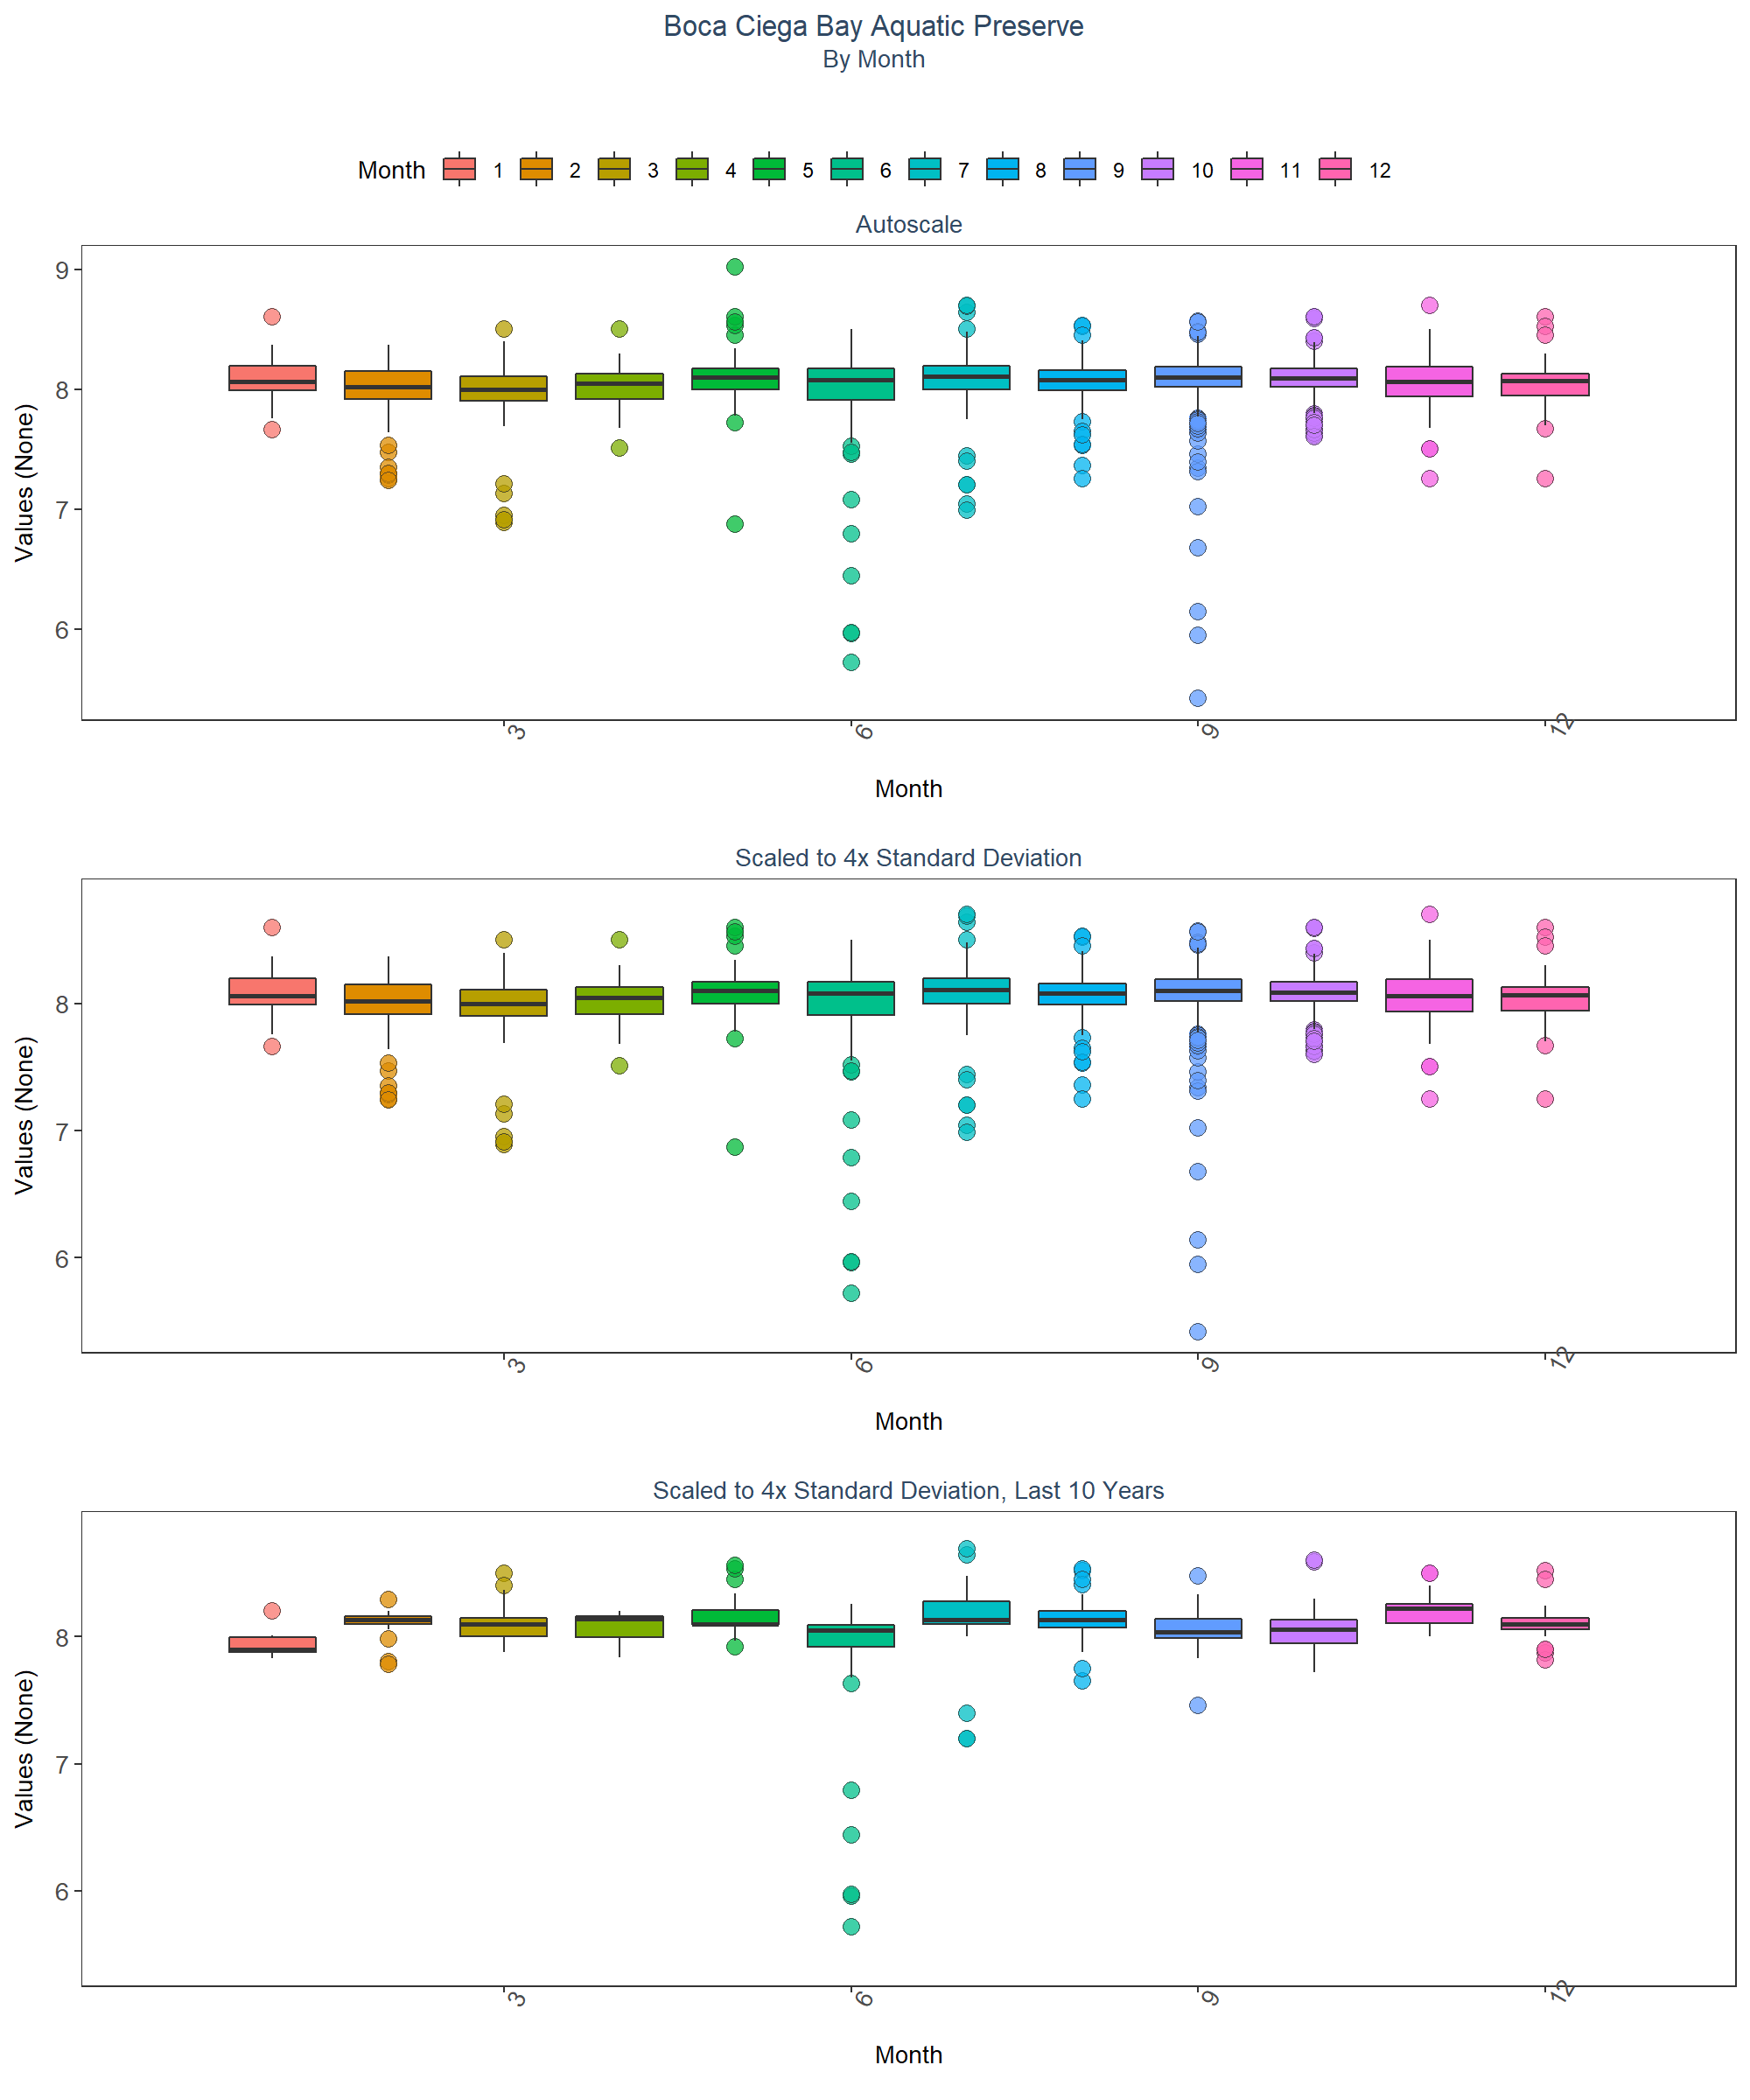 Boca Ciega Bay Aquatic Preserve
By Month
Month 1 2 3 4 5 6 7 8 9 10 11 12
Autoscale
Values (None)
9
8
7
6
3 6 9 12
Month
Scaled to 4x Standard Deviation
Values (None)
8
7
6
3 6 9 12
Month
Scaled to 4x Standard Deviation, Last 10 Years
Values (None)
8
7
6
3 6 9 12
Month